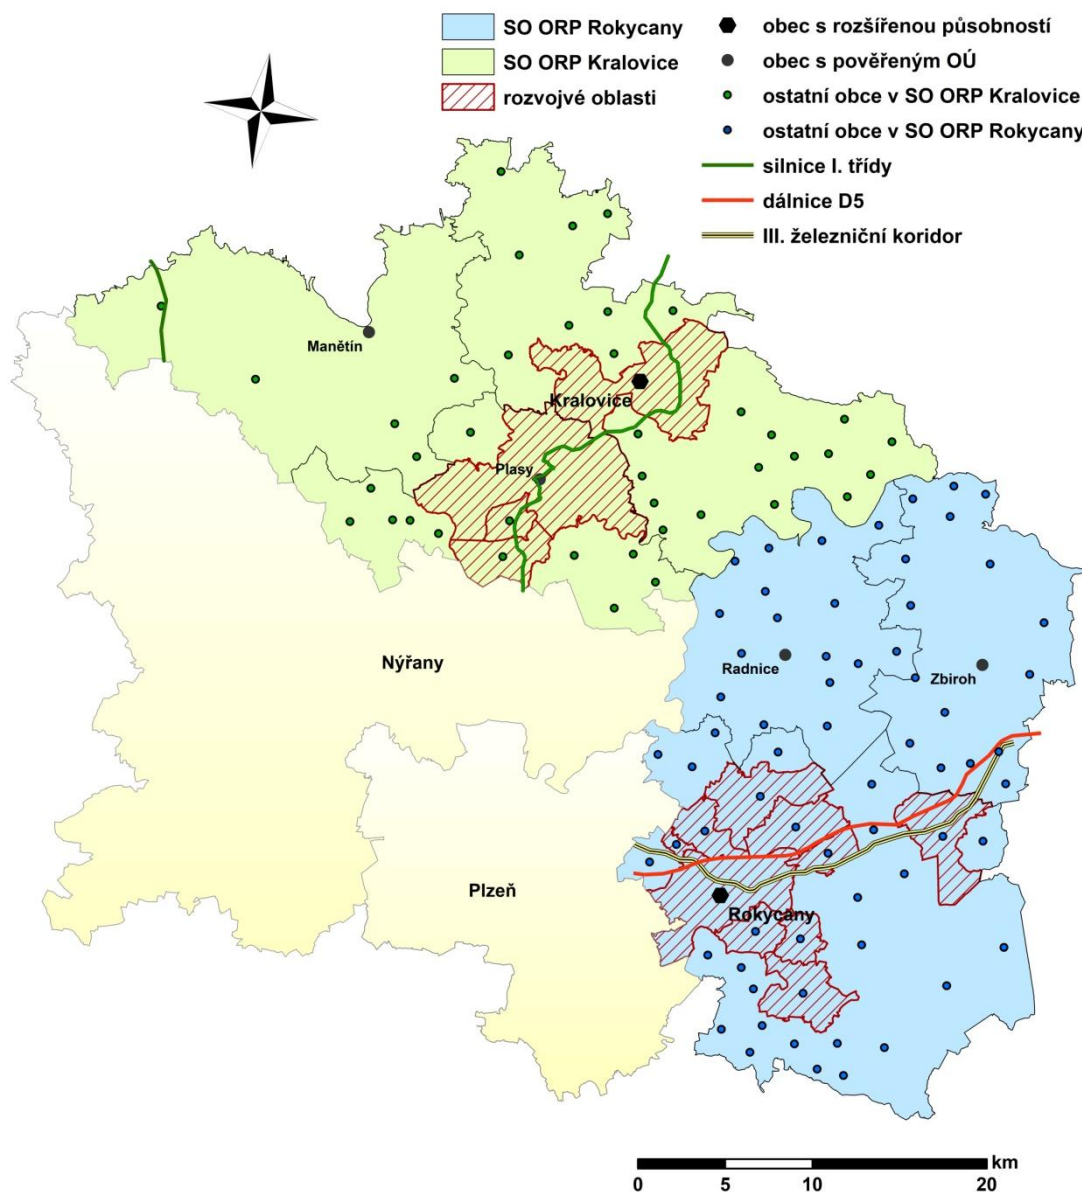 SO ORP Rokycany
SO ORP Kralovice
rozvojvé oblasti
obec s rozšířenou působností
obec s pověřeným OÚ
ostatní obce v SO ORP Kralovice
ostatní obce v SO ORP Rokycany
silnice I. třídy
dálnice D5
III. železniční koridor
Manětín
Kralovice
Plasy
Nýřany
Radnice
Zbiroh
Plzeň
Rokycany
km
0 5 10 20